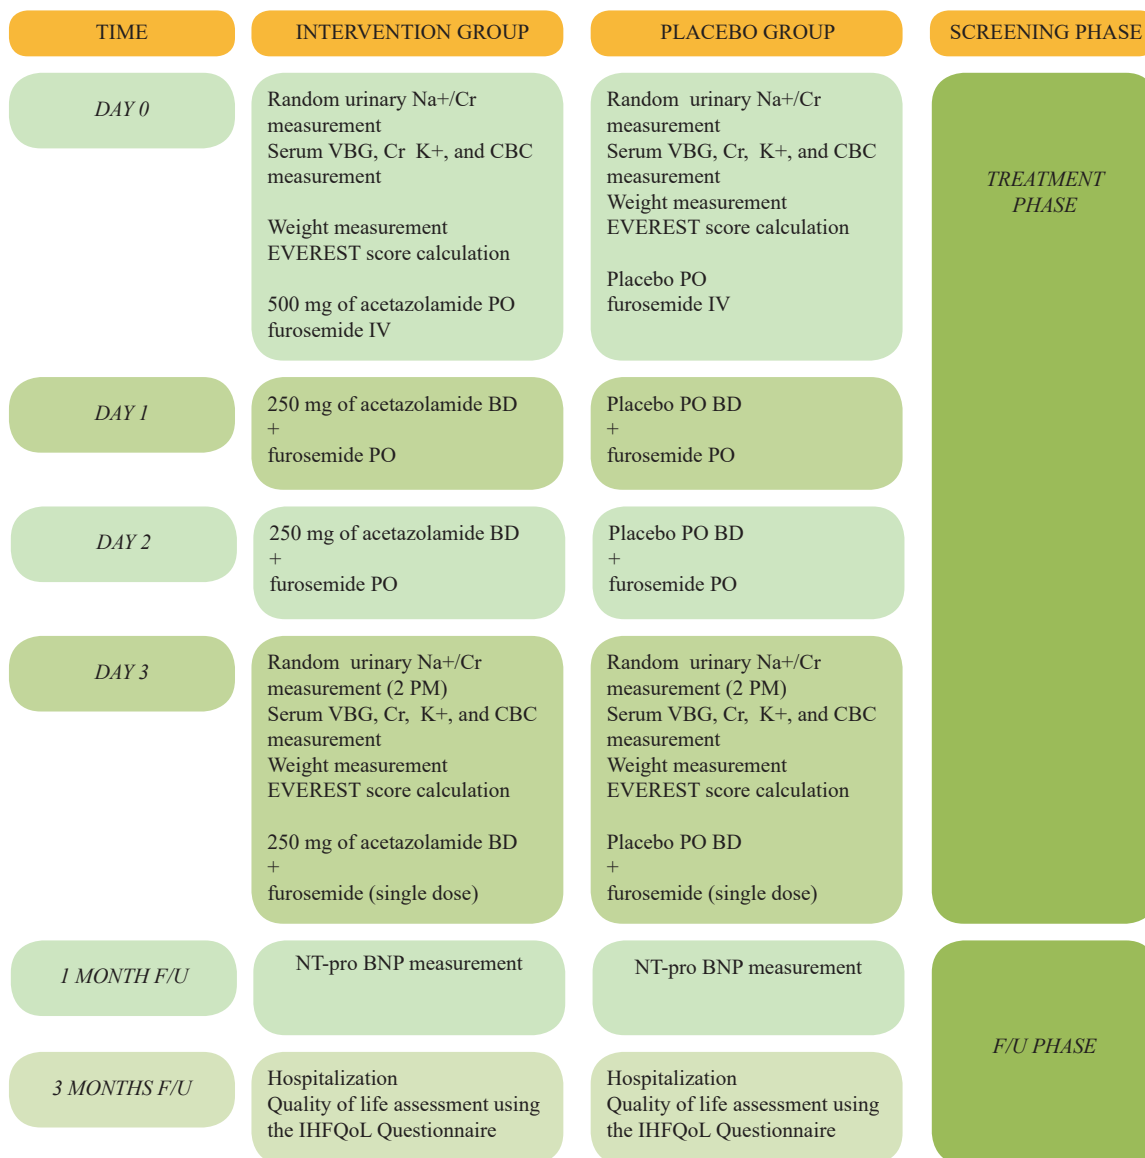 TIME
INTERVENTION GROUP
PLACEBO GROUP
SCREENING PHASE
DAY 0
Random urinary Na+/Cr
measurement
Serum VBG, Cr K+, and CBC
measurement
Weight measurement
EVEREST score calculation
500 mg of acetazolamide PO
furosemide IV
Random urinary Na+/Cr
measurement
Serum VBG, Cr, K+, and CBC
measurement
Weight measurement
EVEREST score calculation
Placebo PO
furosemide IV
TREATMENT
PHASE
DAY 1
250 mg of acetazolamide BD
+
furosemide PO
Placebo PO BD
+
furosemide PO
DAY 2
250 mg of acetazolamide BD
+
furosemide PO
Placebo PO BD
+
furosemide PO
DAY 3
Random urinary Na+/Cr
measurement (2 PM)
Serum VBG, Cr, K+, and CBC
measurement
Weight measurement
EVEREST score calculation
250 mg of acetazolamide BD
+
furosemide (single dose)
Random urinary Na+/Cr
measurement (2 PM)
Serum VBG, Cr, K+, and CBC
measurement
Weight measurement
EVEREST score calculation
Placebo PO BD
+
furosemide (single dose)
1 MONTH F/U
NT-pro BNP measurement
NT-pro BNP measurement
F/U PHASE
3 MONTHS F/U
Hospitalization
Quality of life assessment using
the IHFQoL Questionnaire
Hospitalization
Quality of life assessment using
the IHFQoL Questionnaire